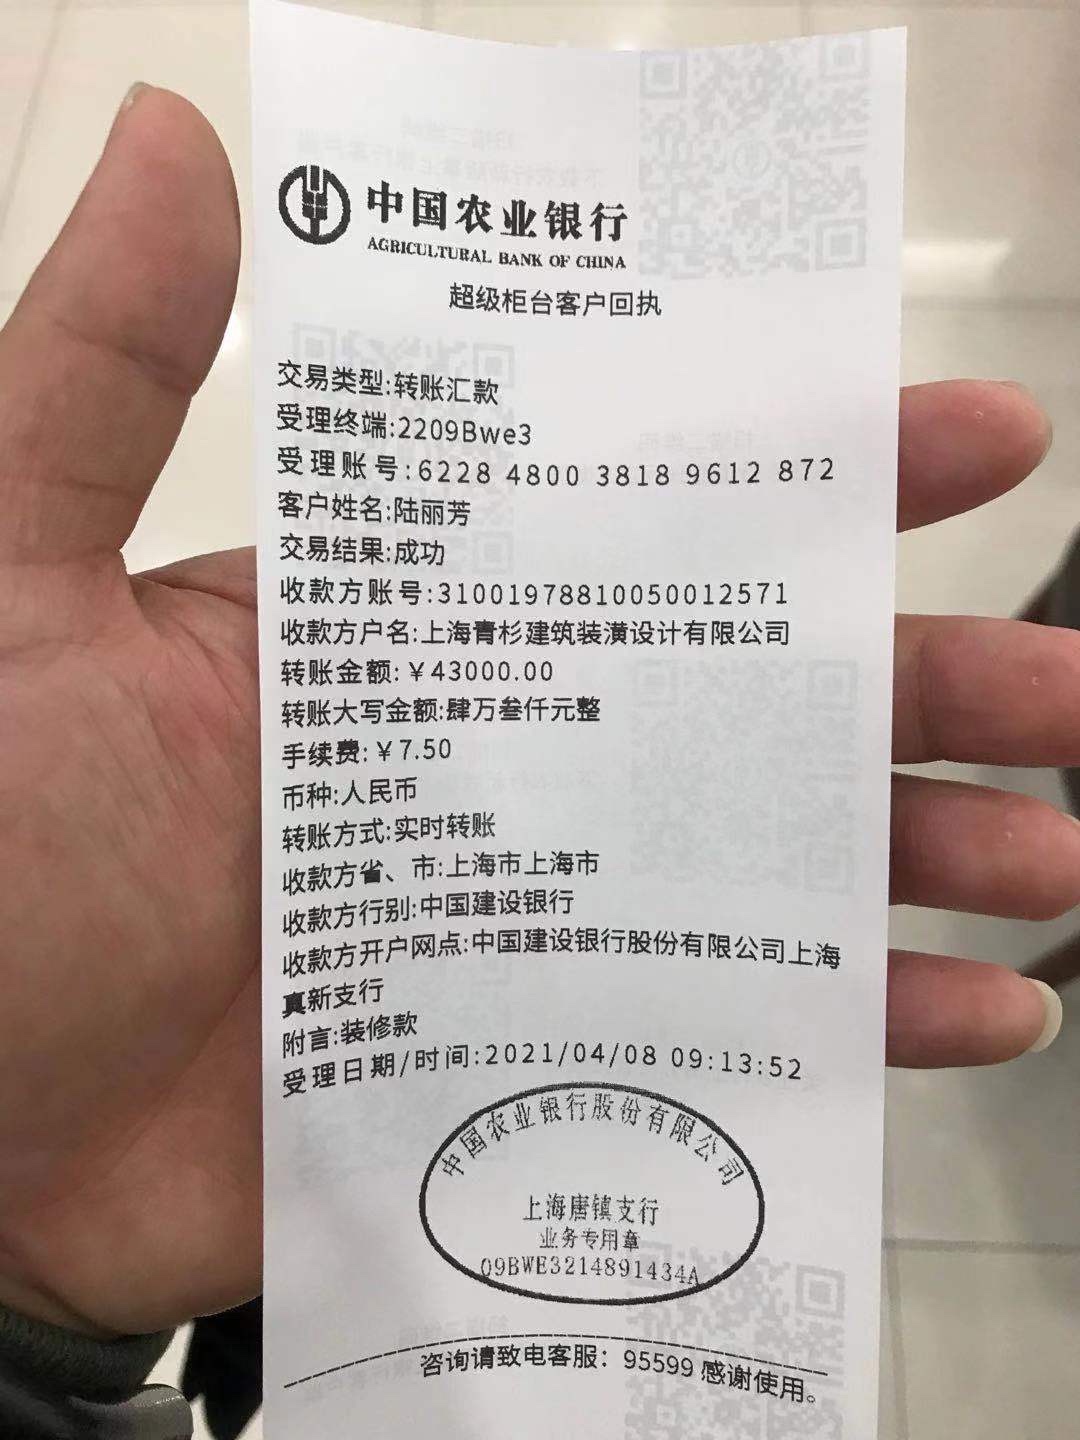 中国农业银行
AGRICULTURAL BANK OF CHINA
超级柜台客户回执
交易类型:转账汇款
受理终端:2209Bwe3
受理账号:6228 4800 3818 9612 872
客户姓名:陆丽芳
交易结果:成功
收款方账号:31001978810050012571
收款方户名:上海青杉建筑装潢设计有限公司
转账金额:￥43000.00
转账大写金额:肆万叁仟元整
手续费:￥7.50
币种:人民币
转账方式:实时转账
收款方省、市:上海市上海市
收款方行别:中国建设银行
收款方开户网点:中国建设银行股份有限公司上海
真新支行
附言:装修款
受理日期/时间:2021/04/08 09:13:52
中国农业银行股份有限公司
上海唐镇支行
业务专用章
09BWE3214891434A
咨询请致电客服：95599 感谢使用。